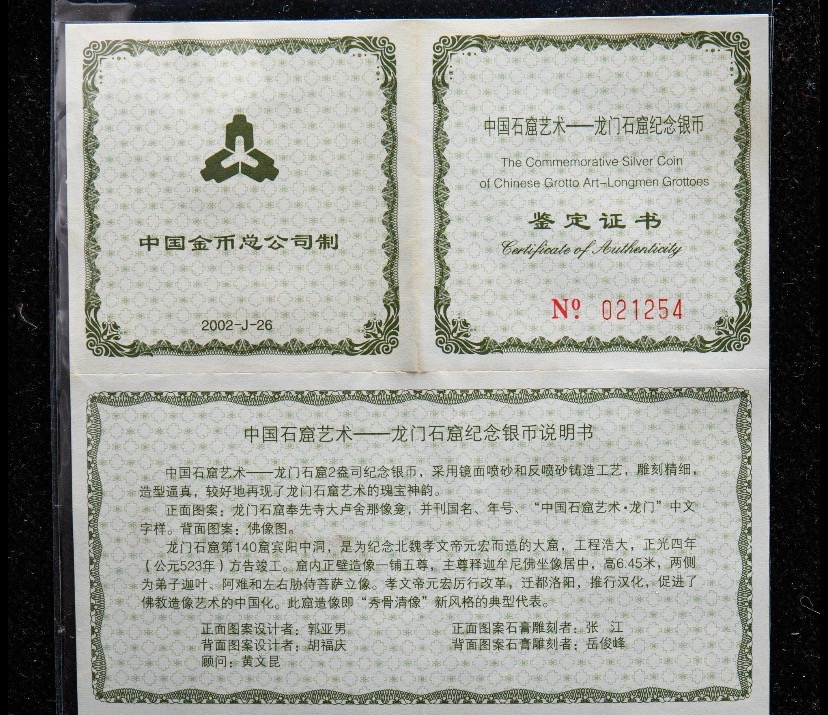 中国金币总公司制
2002-J-26
中国石窟艺术——龙门石窟纪念银币
The Commemorative Silver Coin
of Chinese Grotto Art-Longmen Grottoes
鉴定证书
Certificate of Authenticity
Nº 021254
中国石窟艺术——龙门石窟纪念银币说明书
中国石窟艺术——龙门石窟2盎司纪念银币，采用镜面喷砂和反喷砂铸造工艺，雕刻精细，
造型逼真，较好地再现了龙门石窟艺术的瑰宝神韵。
正面图案：龙门石窟奉先寺大卢舍那像龛，并刊国名、年号、“中国石窟艺术·龙门”中文
字样。背面图案：佛像图。
龙门石窟第140窟宾阳中洞，是为纪念北魏孝文帝元宏而造的大窟，工程浩大，正光四年
（公元523年）方告竣工。窟内正壁造像一铺五尊，主尊释迦牟尼佛坐像居中，高6.45米，两侧
为弟子迦叶、阿难和左右胁侍菩萨立像。孝文帝元宏厉行改革，迁都洛阳，推行汉化，促进了
佛教造像艺术的中国化。此窟造像即“秀骨清像”新风格的典型代表。
正面图案设计者：郭亚男 正面图案石膏雕刻者：张 江
背面图案设计者：胡福庆 背面图案石膏雕刻者：岳俊峰
顾问：黄文昆